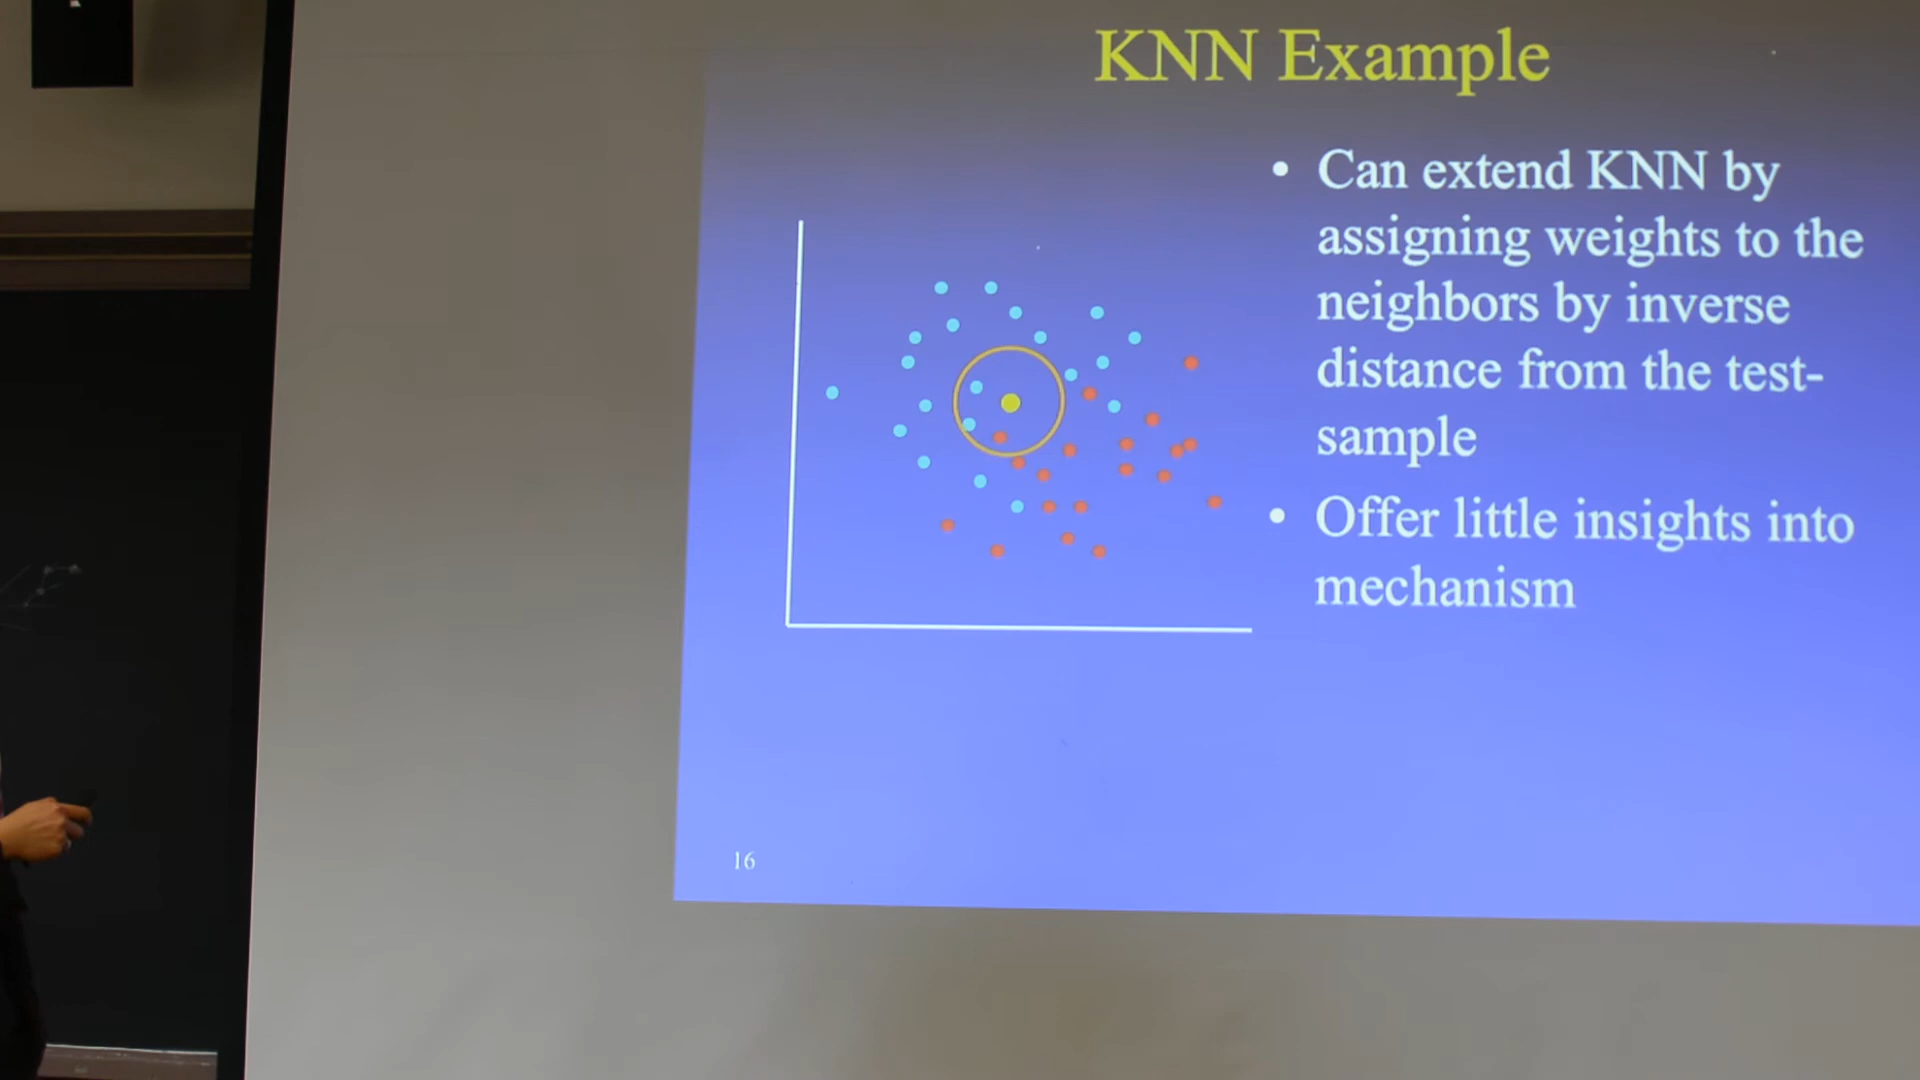 KNN Example
• Can extend KNN by
assigning weights to the
neighbors by inverse
distance from the test-
sample
• Offer little insights into
mechanism
16